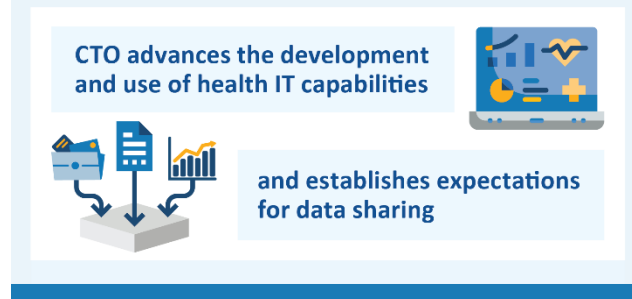 CTO advances the development
and use of health IT capabilities
and establishes expectations
for data sharing